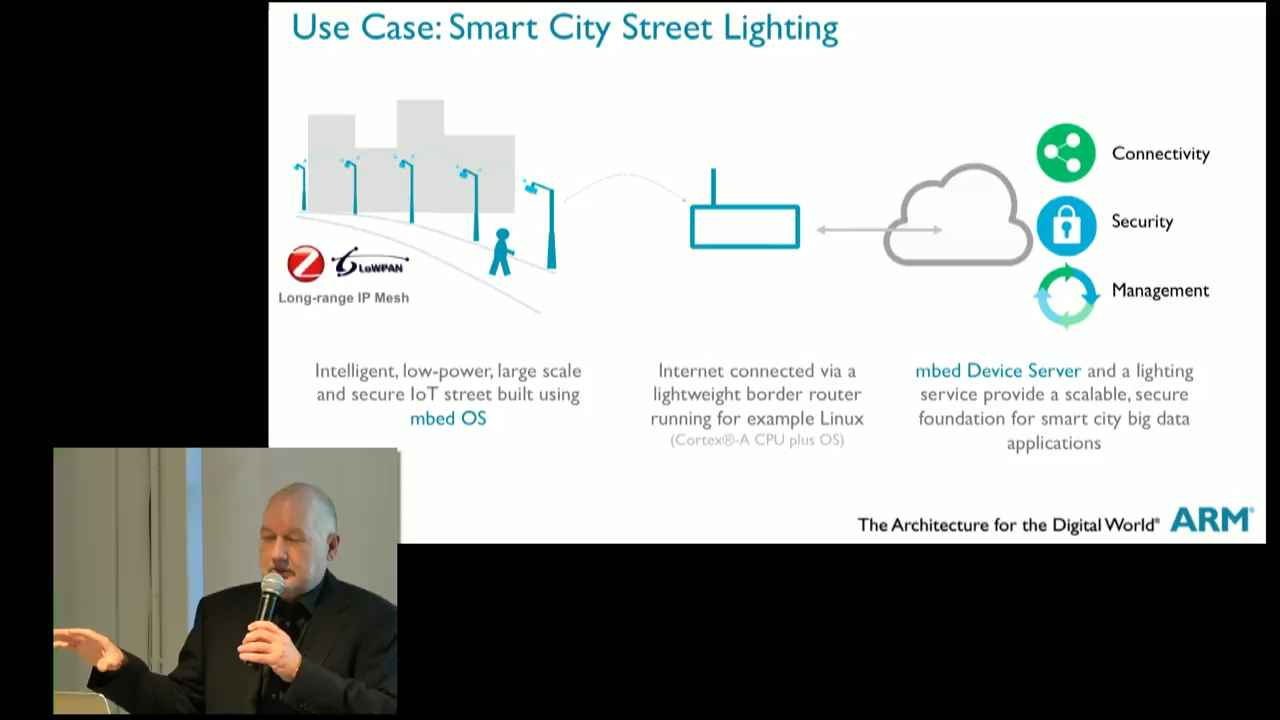 Use Case: Smart City Street Lighting
Connectivity
Security
Management
6LoWPAN
Long-range IP Mesh
Intelligent, low-power, large scale
and secure IoT street built using
mbed OS
Internet connected via a
lightweight border router
running for example Linux
(Cortex®-A CPU plus OS)
mbed Device Server and a lighting
service provide a scalable, secure
foundation for smart city big data
applications
The Architecture for the Digital World® ARM®